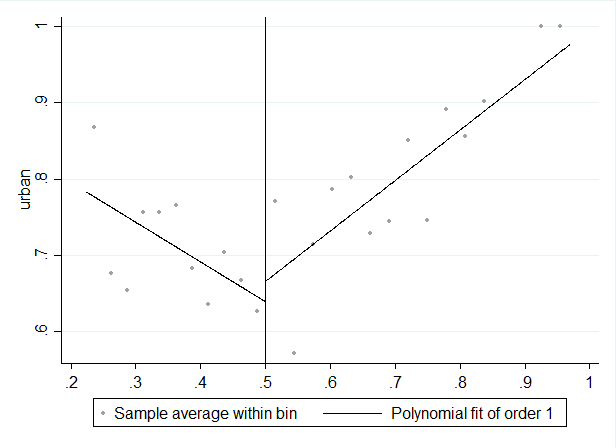 urban
1
.9
.8
.7
.6
.2 .3 .4 .5 .6 .7 .8 .9 1
Sample average within bin Polynomial fit of order 1